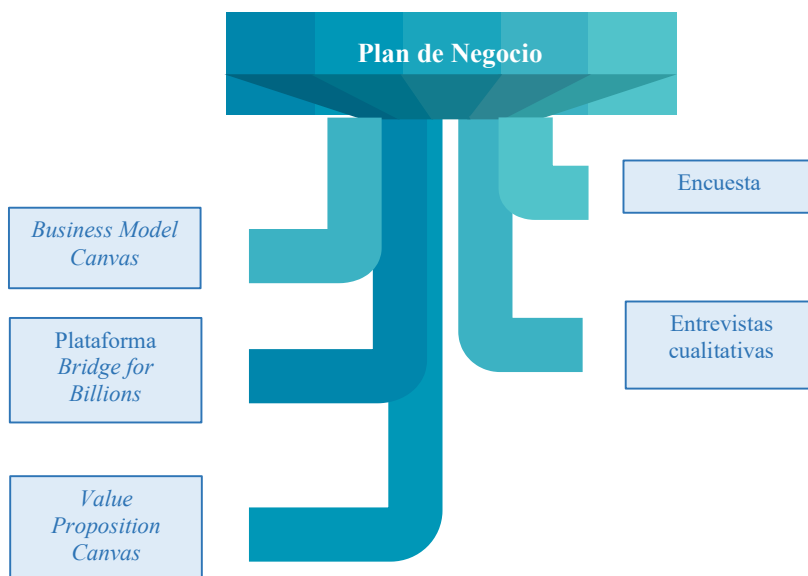 Plan de Negocio
Business Model
Canvas
Plataforma
Bridge for
Billions
Value
Proposition
Canvas
Encuesta
Entrevistas
cualitativas